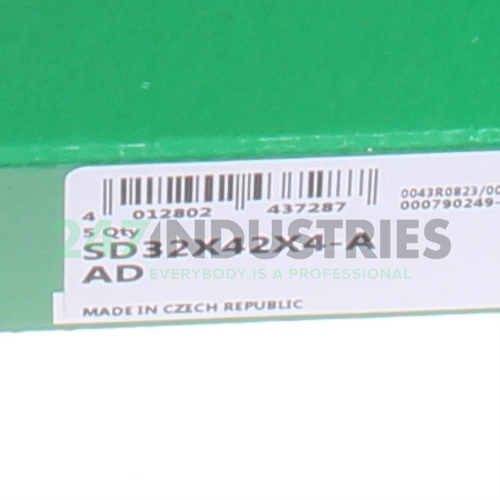 4 012802 437287
0043R0823/00
000790249-
5 Qty
SD32X42X4-A
AD
MADE IN CZECH REPUBLIC
247INDUSTRIES
EVERYBODY IS A PROFESSIONAL